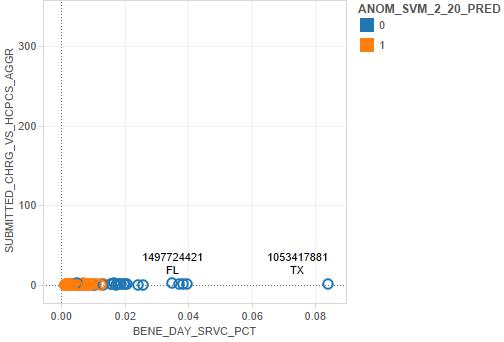 ANOM_SVM_2_20_PRED
0
1
SUBMITTED_CHRG_VS_HCPCS_AGGR
300
200
100
0
1497724421
FL
1053417881
TX
0.00 0.02 0.04 0.06 0.08
BENE_DAY_SRVC_PCT